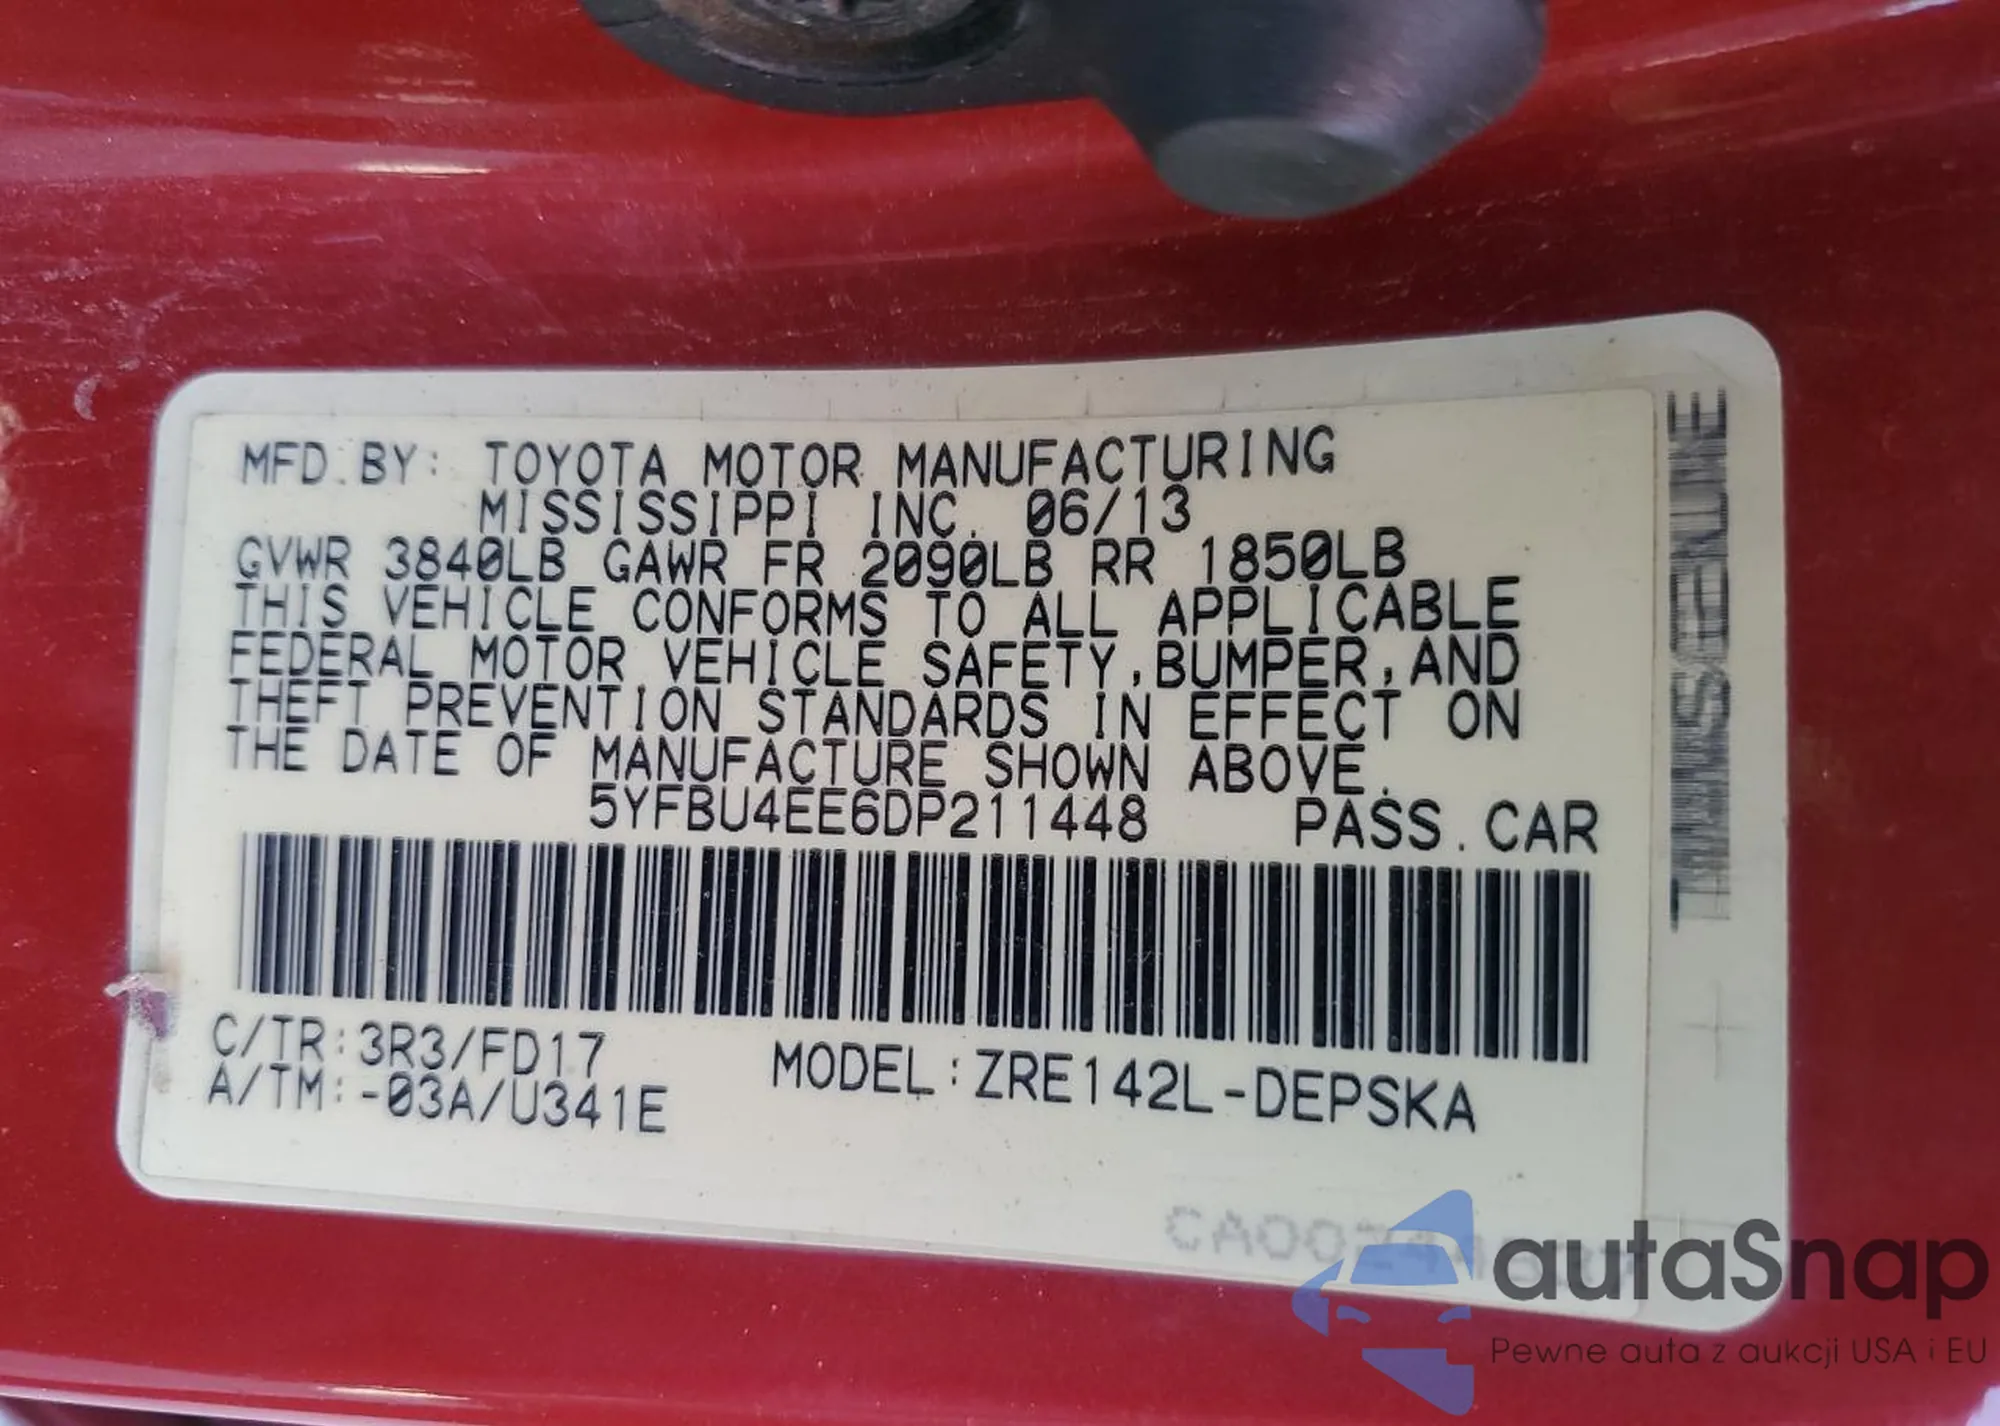 MFD. BY: TOYOTA MOTOR MANUFACTURING
MISSISSIPPI INC. 06/13
GVWR 3840LB GAWR FR 2090LB RR 1850LB
THIS VEHICLE CONFORMS TO ALL APPLICABLE
FEDERAL MOTOR VEHICLE SAFETY,BUMPER,AND
THEFT PREVENTION STANDARDS IN EFFECT ON
THE DATE OF MANUFACTURE SHOWN ABOVE.
5YFBU4EE6DP211448 PASS.CAR
C/TR:3R3/FD17
A/TM:-03A/U341E
MODEL:ZRE142L-DEPSKA
autaSnap
Pewne auta z aukcji USA i EU